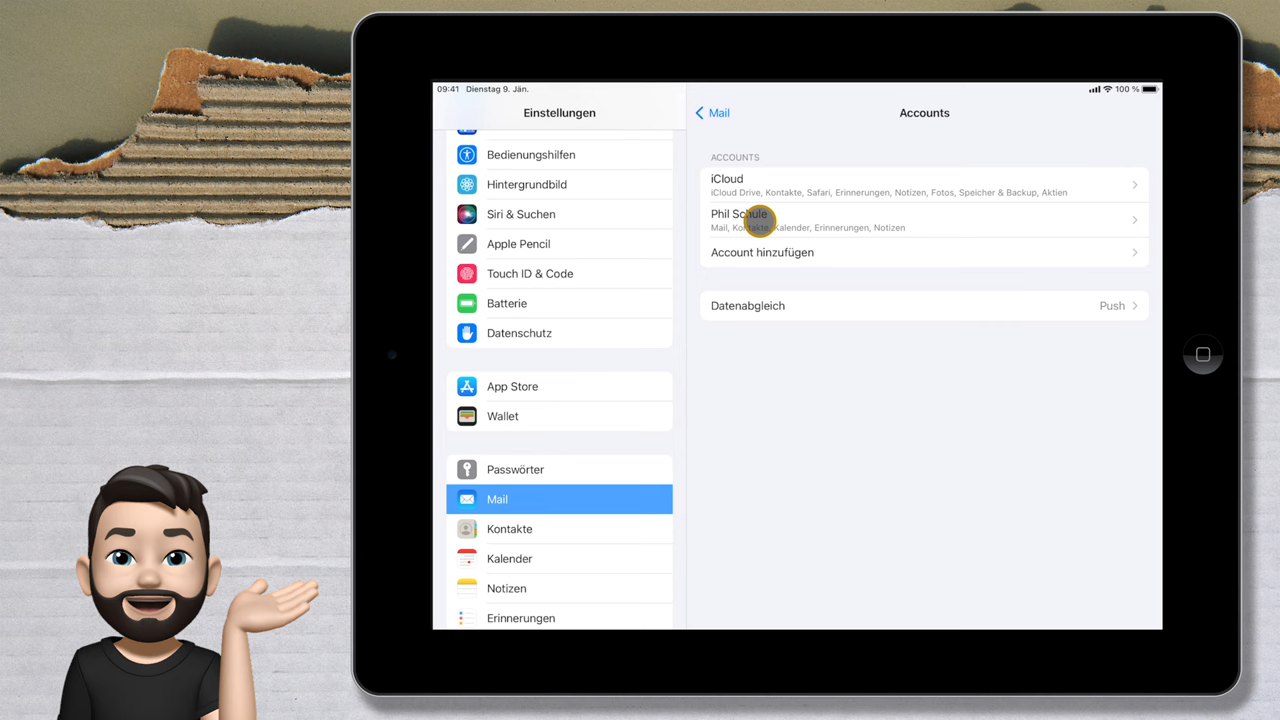 09:41 Dienstag 9. Jän.
100 %
Einstellungen
Bedienungshilfen
Hintergrundbild
Siri & Suchen
Apple Pencil
Touch ID & Code
Batterie
Datenschutz
App Store
Wallet
Passwörter
Mail
Kontakte
Kalender
Notizen
Erinnerungen
Mail
Accounts
ACCOUNTS
iCloud
iCloud Drive, Kontakte, Safari, Erinnerungen, Notizen, Fotos, Speicher & Backup, Aktien
Phil Schule
Mail, Kontakte, Kalender, Erinnerungen, Notizen
Account hinzufügen
Datenabgleich
Push